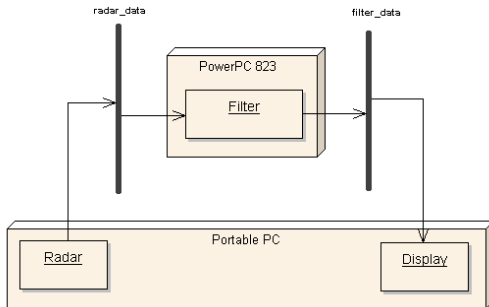 radar_data
filter_data
PowerPC 823
Filter
Portable PC
Radar
Display